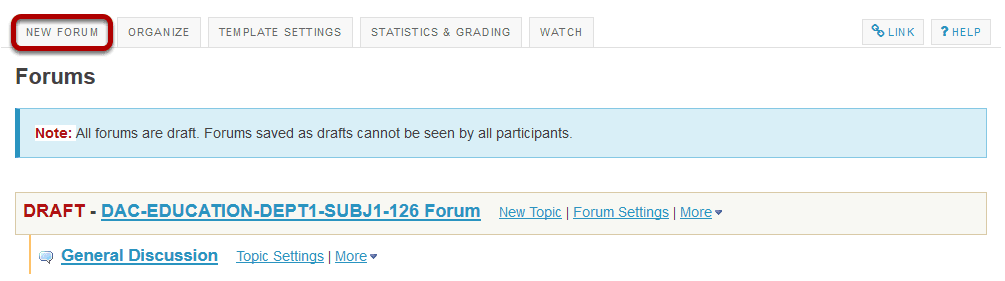 NEW FORUM ORGANIZE TEMPLATE SETTINGS STATISTICS & GRADING WATCH LINK ? HELP
Forums
Note: All forums are draft. Forums saved as drafts cannot be seen by all participants.
DRAFT - DAC-EDUCATION-DEPT1-SUBJ1-126 Forum New Topic | Forum Settings | More
General Discussion Topic Settings | More